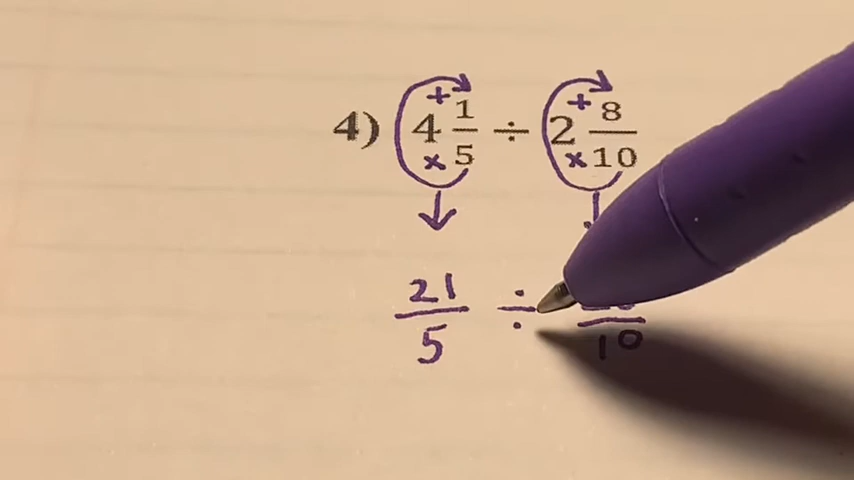 4) 4 1/5 ÷ 2 8/10
+ +
× ×
21/5 ÷ /10